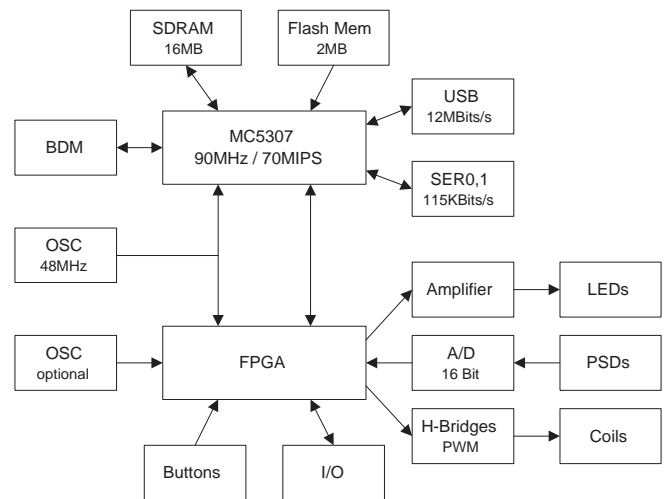 SDRAM
16MB
Flash Mem
2MB
USB
12MBits/s
MC5307
90MHz / 70MIPS
BDM
SER0,1
115KBits/s
OSC
48MHz
Amplifier
LEDs
OSC
optional
FPGA
A/D
16 Bit
PSDs
H-Bridges
PWM
Coils
Buttons
I/O